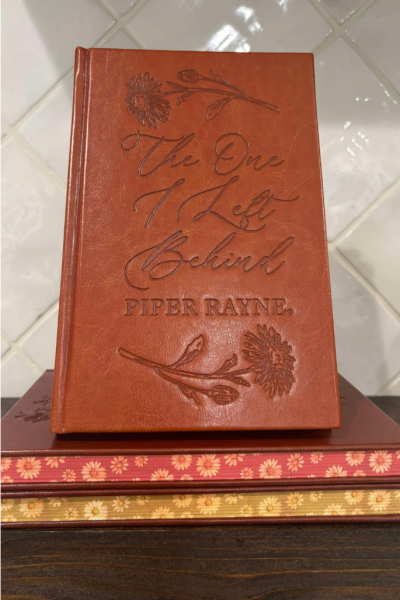 The One
I Left
Behind
PIPER RAYNE®